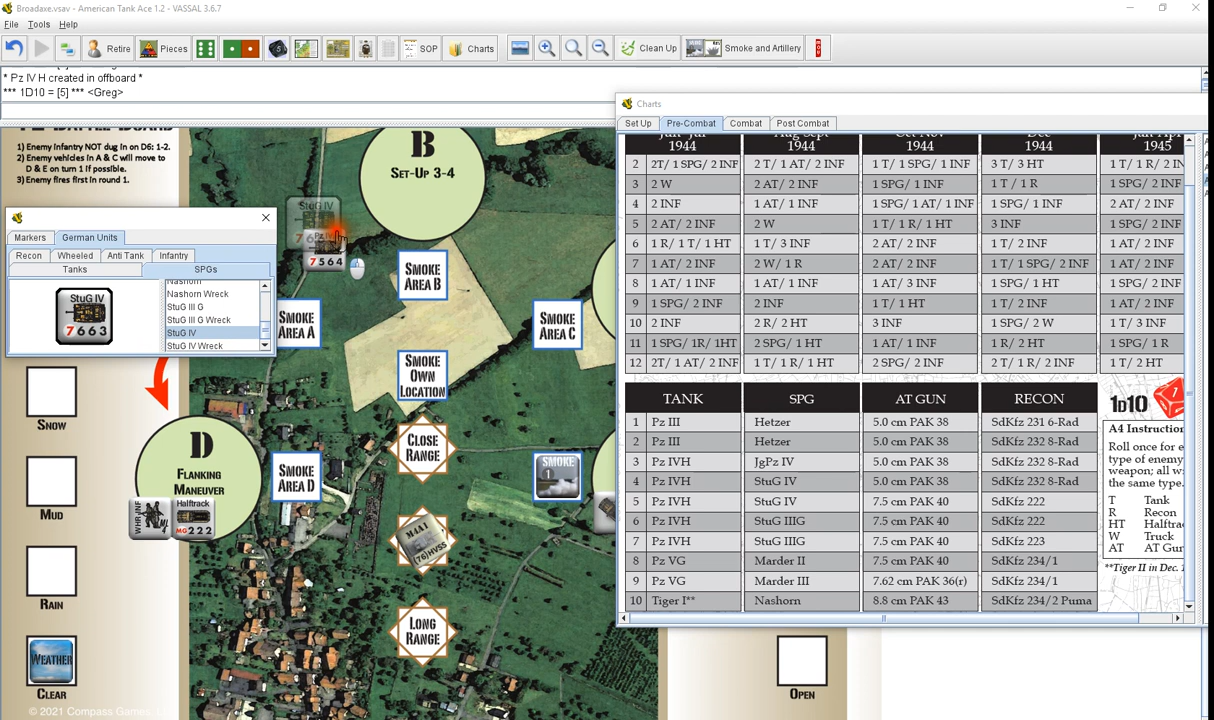 Broadaxe.vsav - American Tank Ace 1.2 - VASSAL 3.6.7
File Tools Help
Retire Pieces SOP Charts Clean Up Smoke and Artillery
* Pz IV H created in offboard *
*** 1D10 = [5] *** <Greg>
1) Enemy infantry NOT dug in on D6: 1-2.
2) Enemy vehicles in A & C will move to
D & E on turn 1 if possible.
3) Enemy fires first in round 1.
B
Set-Up 3-4
StuG IV
7564
Markers German Units
Recon Wheeled Anti Tank Infantry
Tanks SPGs
StuG IV
7663
Nashorn
Nashorn Wreck
StuG III G
StuG III G Wreck
StuG IV
StuG IV Wreck
Smoke
Area A
Smoke
Area B
Smoke
Area C
Smoke
Own
Location
Close
Range
Smoke
Area D
SMOKE
1
D
Flanking
Maneuver
WHR INF
Halftrack
MG222
M4A1
(76)HVSS
Long
Range
Snow
Mud
Rain
WEATHER
Clear
Open
© 2021 Compass Games,
Charts
Set Up Pre-Combat Combat Post Combat
Jun-Jul Aug-Sept Oct-Nov Dec Jan-Apr
1944 1944 1944 1944 1945
2 2T/ 1 SPG/ 2 INF 2 T/ 1 AT/ 2 INF 1 T/ 1 SPG/ 1 INF 3 T/ 3 HT 1 T/ 1 R/ 2 IN
3 2 W 2 AT/ 2 INF 1 SPG/ 1 INF 1 T / 1 R 1 SPG/ 2 INF
4 2 INF 1 AT/ 1 INF 1 SPG/ 1 AT/ 1 INF 1 SPG/ 1 INF 2 AT/ 2 INF
5 2 AT/ 2 INF 2 W 1 T/ 1 R/ 1 HT 3 INF 1 SPG/ 2 INF
6 1 R/ 1 T/ 1 HT 1 T/ 3 INF 2 AT/ 2 INF 2 AT/ 2 INF 1 AT/ 2 INF
7 1 AT/ 2 INF 2 W/ 1 R 2 AT/ 2 INF 1 T/ 1 SPG/ 2 INF 1 AT/ 2 INF
8 1 AT/ 1 INF 1 AT/ 1 INF 1 AT/ 3 INF 1 SPG/ 1 HT 1 AT/ 2 INF
9 1 SPG/ 2 INF 2 INF 1 T/ 1 HT 1 T/ 2 INF 1 SPG/ 2 INF
10 2 INF 2 R/ 2 HT 3 INF 1 SPG/ 2 W 1 T/ 3 INF
11 1 SPG/ 1R/ 1HT 2 SPG/ 1 HT 1 AT/ 1 INF 1 R/ 2 HT 1 SPG/ 1 R
12 2T/ 1 AT/ 2 INF 1 T/ 1 R/ 1 HT 2 SPG/ 2 INF 2 T/ 1 R/ 2 INF 1 T/ 2 HT
TANK SPG AT GUN RECON
1 Pz III Hetzer 5.0 cm PAK 38 SdKfz 231 6-Rad
2 Pz III Hetzer 5.0 cm PAK 38 SdKfz 232 8-Rad
3 Pz IVH JgPz IV 5.0 cm PAK 38 SdKfz 232 8-Rad
4 Pz IVH StuG IV 5.0 cm PAK 38 SdKfz 232 8-Rad
5 Pz IVH StuG IV 7.5 cm PAK 40 SdKfz 222
6 Pz IVH StuG IIIG 7.5 cm PAK 40 SdKfz 222
7 Pz IVH StuG IIIG 7.5 cm PAK 40 SdKfz 223
8 Pz VG Marder II 7.5 cm PAK 40 SdKfz 234/1
9 Pz VG Marder III 7.62 cm PAK 36(r) SdKfz 234/1
10 Tiger I** Nashorn 8.8 cm PAK 43 SdKfz 234/2 Puma
1D10
A4 Instruction
Roll once for e
type of enemy
weapon; all w
the same type.
T Tank
R Recon
HT Halftra
W Truck
AT AT Gun
**Tiger II in Dec. 1